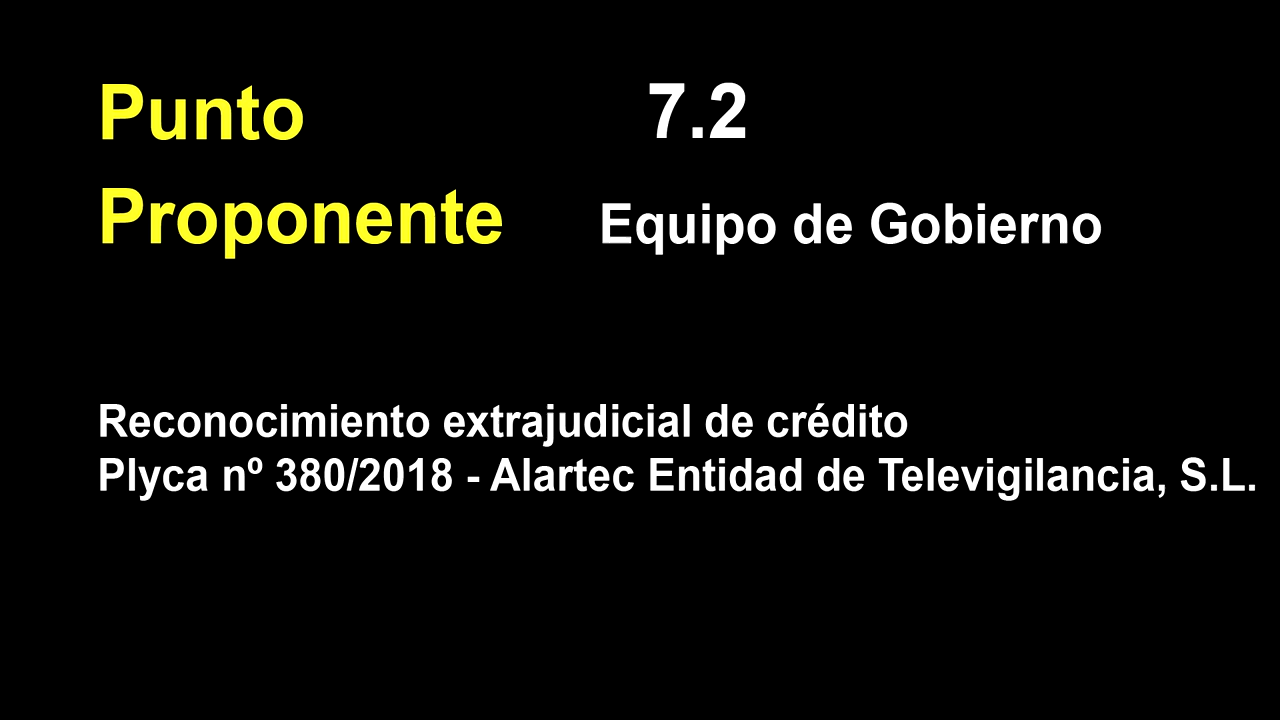 Punto 7.2
Proponente Equipo de Gobierno
Reconocimiento extrajudicial de crédito
Plyca nº 380/2018 - Alartec Entidad de Televigilancia, S.L.